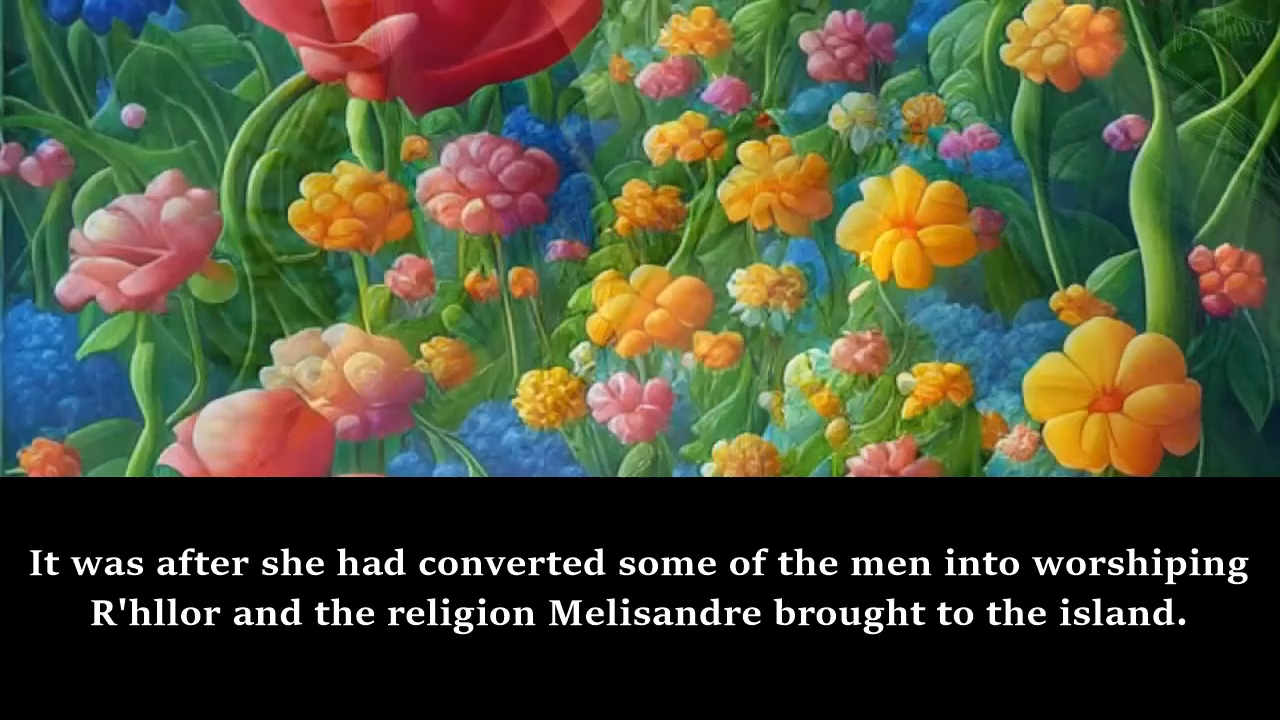 It was after she had converted some of the men into worshiping
R'hllor and the religion Melisandre brought to the island.